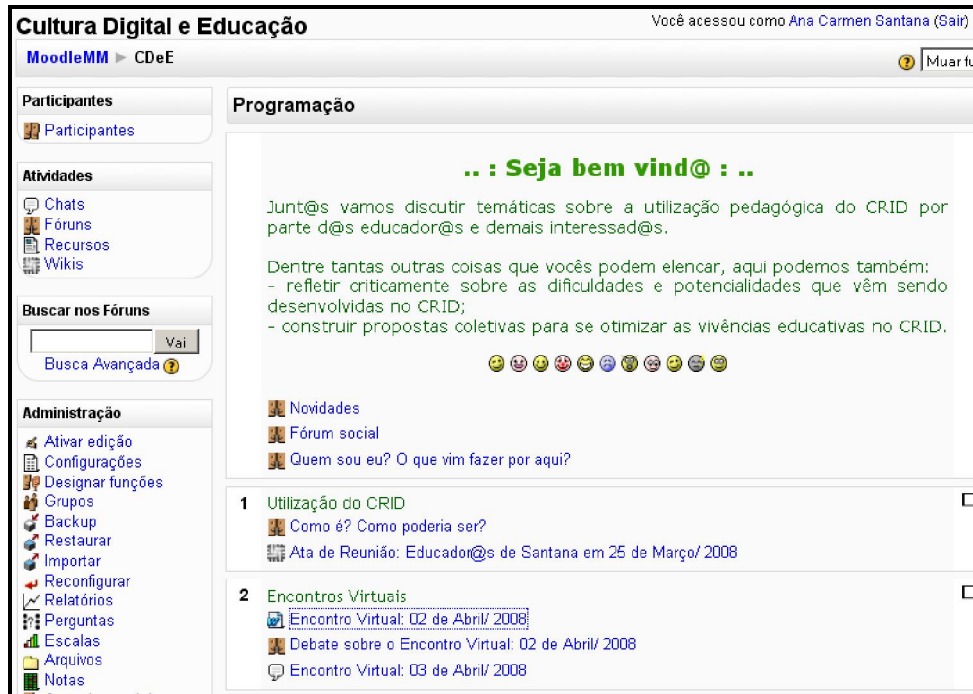 Cultura Digital e Educação
Você acessou como Ana Carmen Santana (Sair)
MoodleMM ► CDeE
Muar fu
Participantes
Participantes
Atividades
Chats
Fóruns
Recursos
Wikis
Buscar nos Fóruns
Vai
Busca Avançada
Administração
Ativar edição
Configurações
Designar funções
Grupos
Backup
Restaurar
Importar
Reconfigurar
Relatórios
Perguntas
Escalas
Arquivos
Notas
Programação
.. : Seja bem vind@ : ..
Junt@s vamos discutir temáticas sobre a utilização pedagógica do CRID por
parte d@s educador@s e demais interessad@s.
Dentre tantas outras coisas que vocês podem elencar, aqui podemos também:
- refletir criticamente sobre as dificuldades e potencialidades que vêm sendo
desenvolvidas no CRID;
- construir propostas coletivas para se otimizar as vivências educativas no CRID.
Novidades
Fórum social
Quem sou eu? O que vim fazer por aqui?
1 Utilização do CRID
Como é? Como poderia ser?
Ata de Reunião: Educador@s de Santana em 25 de Março/ 2008
2 Encontros Virtuais
Encontro Virtual: 02 de Abril/ 2008
Debate sobre o Encontro Virtual: 02 de Abril/ 2008
Encontro Virtual: 03 de Abril/ 2008